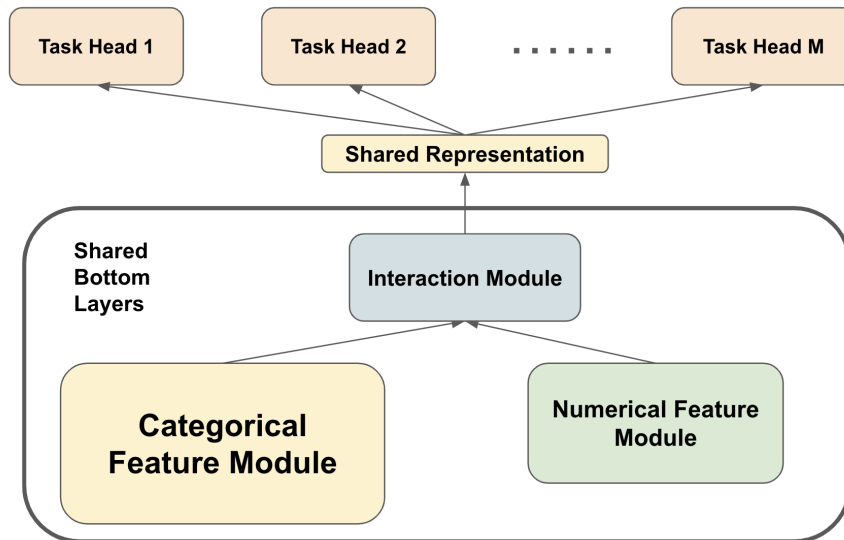 Task Head 1
Task Head 2
......
Task Head M
Shared Representation
Shared
Bottom
Layers
Interaction Module
Categorical
Feature Module
Numerical Feature
Module